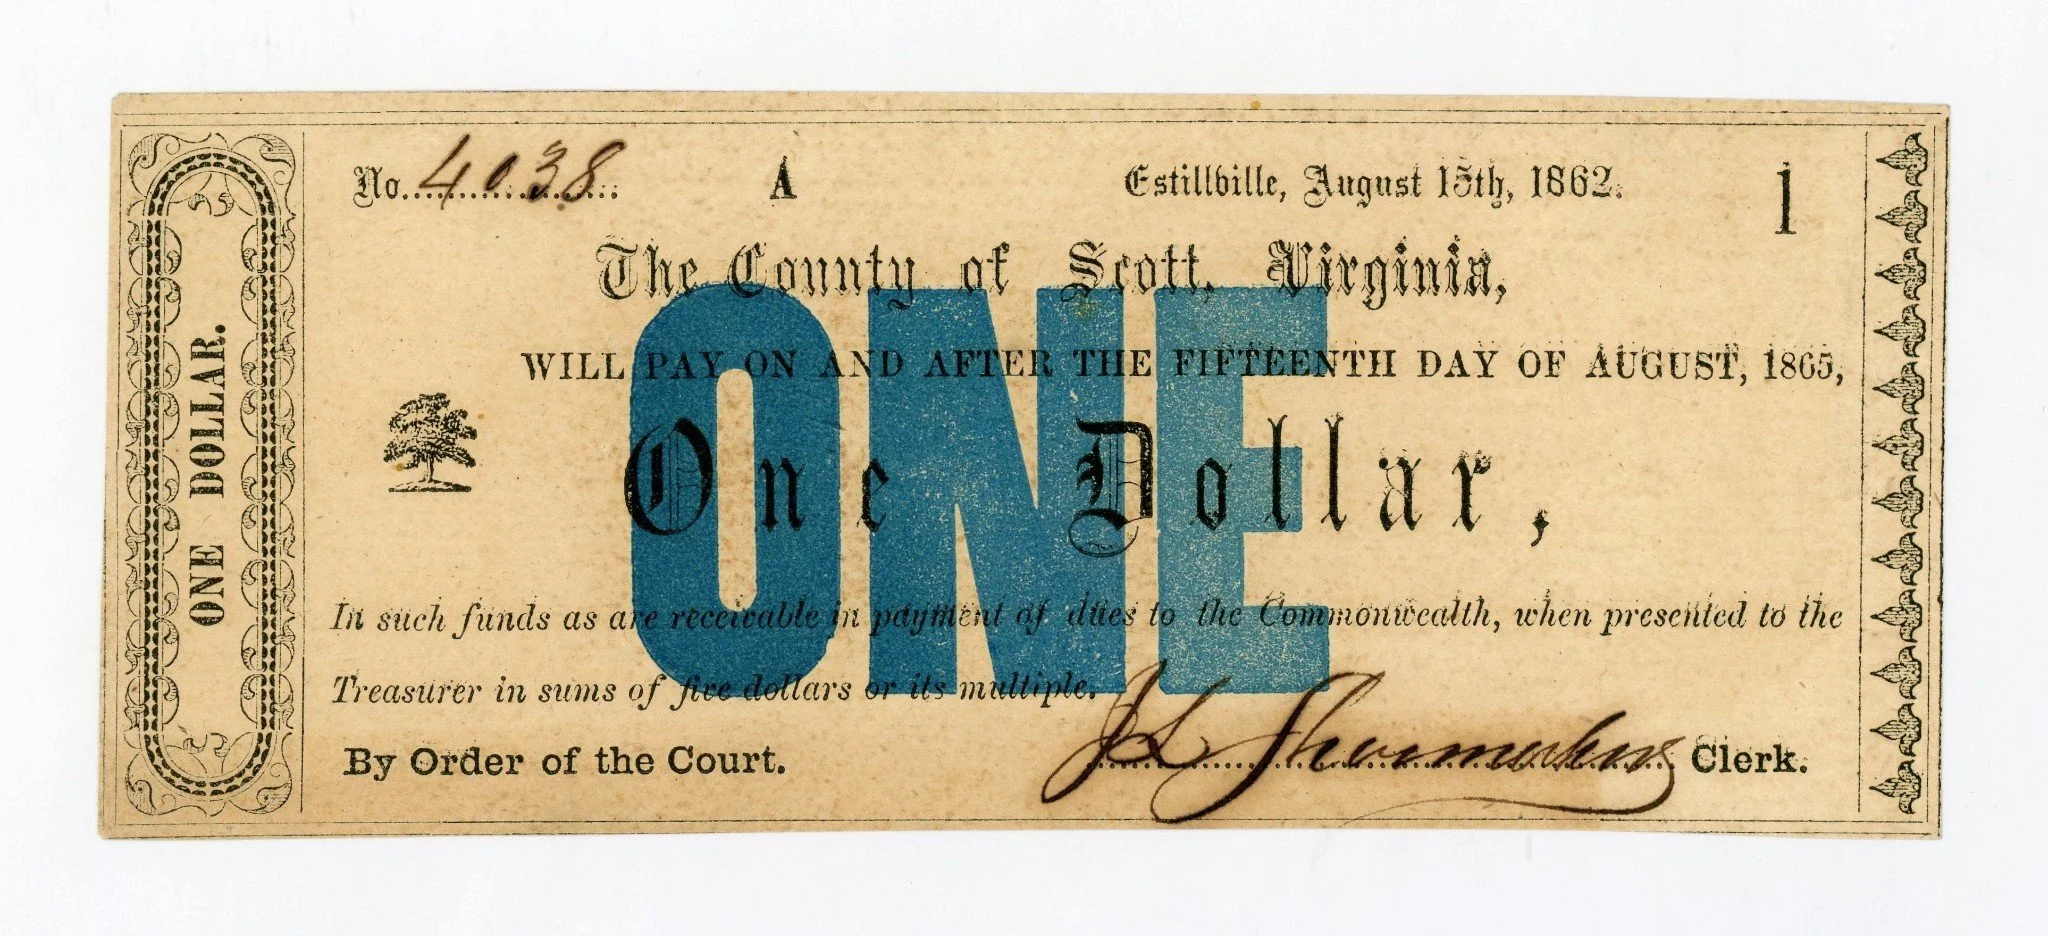 No. 4038 A Estillville, August 15th, 1862. 1
The County of Scott, Virginia,
WILL PAY ON AND AFTER THE FIFTEENTH DAY OF AUGUST, 1865,
ONE
One Dollar,
In such funds as are receivable in payment of dues to the Commonwealth, when presented to the
Treasurer in sums of five dollars or its multiple.
By Order of the Court. J L Shoemaker Clerk.
ONE DOLLAR.